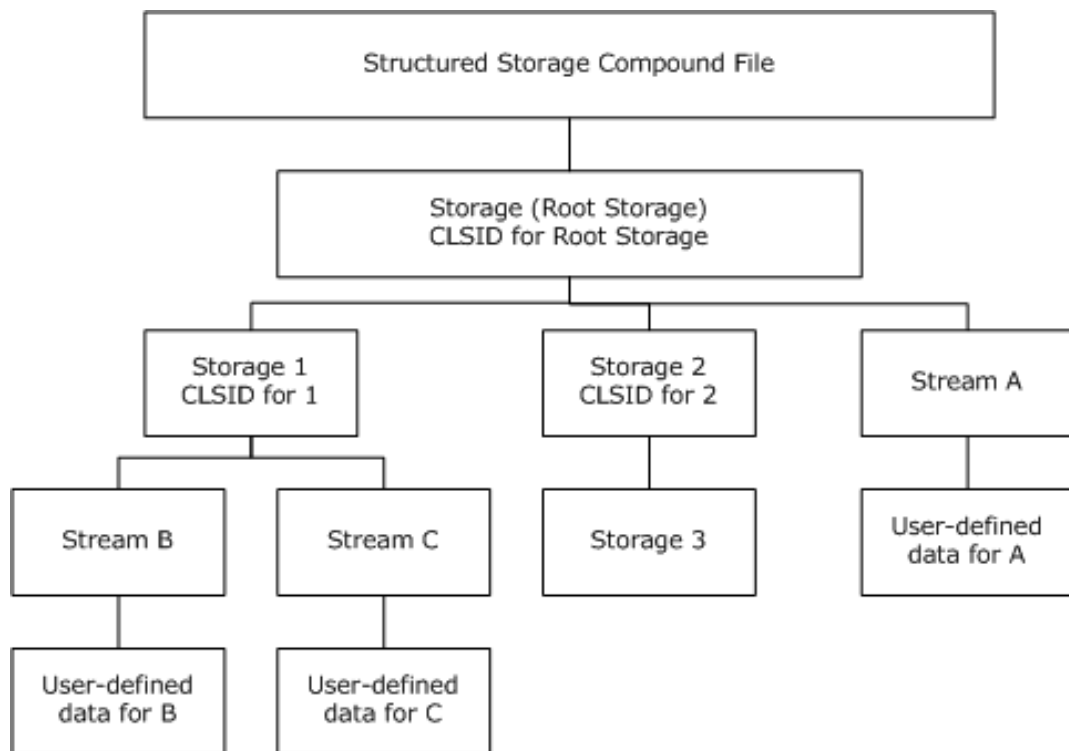 Structured Storage Compound File
Storage (Root Storage)
CLSID for Root Storage
Storage 1
CLSID for 1
Storage 2
CLSID for 2
Stream A
Stream B
Stream C
Storage 3
User-defined
data for A
User-defined
data for B
User-defined
data for C